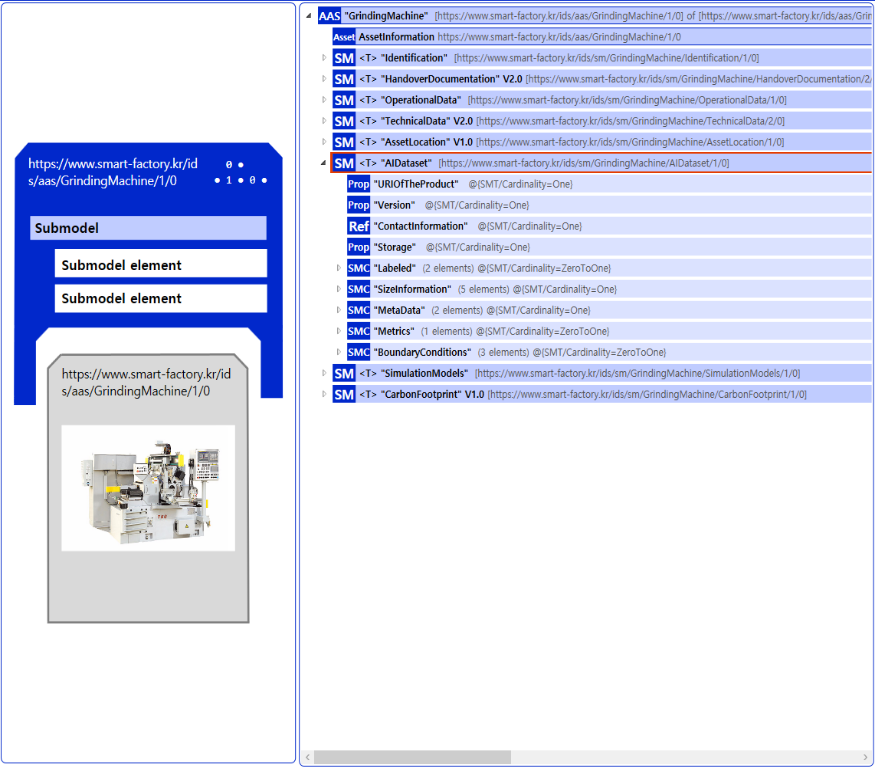 https://www.smart-factory.kr/id
s/aas/GrindingMachine/1/0
0
1 0
Submodel
Submodel element
Submodel element
https://www.smart-factory.kr/id
s/aas/GrindingMachine/1/0
AAS "GrindingMachine" [https://www.smart-factory.kr/ids/aas/GrindingMachine/1/0] of [https://www.smart-factory.kr/ids/aas/Grin
Asset AssetInformation https://www.smart-factory.kr/ids/aas/GrindingMachine/1/0
SM <T> "Identification" [https://www.smart-factory.kr/ids/sm/GrindingMachine/Identification/1/0]
SM <T> "HandoverDocumentation" V2.0 [https://www.smart-factory.kr/ids/sm/GrindingMachine/HandoverDocumentation/2/
SM <T> "OperationalData" [https://www.smart-factory.kr/ids/sm/GrindingMachine/OperationalData/1/0]
SM <T> "TechnicalData" V2.0 [https://www.smart-factory.kr/ids/sm/GrindingMachine/TechnicalData/2/0]
SM <T> "AssetLocation" V1.0 [https://www.smart-factory.kr/ids/sm/GrindingMachine/AssetLocation/1/0]
SM <T> "AIDataset" [https://www.smart-factory.kr/ids/sm/GrindingMachine/AIDataset/1/0]
Prop "URIOfTheProduct" @{SMT/Cardinality=One}
Prop "Version" @{SMT/Cardinality=One}
Ref "ContactInformation" @{SMT/Cardinality=One}
Prop "Storage" @{SMT/Cardinality=One}
SMC "Labeled" (2 elements) @{SMT/Cardinality=ZeroToOne}
SMC "SizeInformation" (5 elements) @{SMT/Cardinality=One}
SMC "MetaData" (2 elements) @{SMT/Cardinality=One}
SMC "Metrics" (1 elements) @{SMT/Cardinality=ZeroToOne}
SMC "BoundaryConditions" (3 elements) @{SMT/Cardinality=ZeroToOne}
SM <T> "SimulationModels" [https://www.smart-factory.kr/ids/sm/GrindingMachine/SimulationModels/1/0]
SM <T> "CarbonFootprint" V1.0 [https://www.smart-factory.kr/ids/sm/GrindingMachine/CarbonFootprint/1/0]